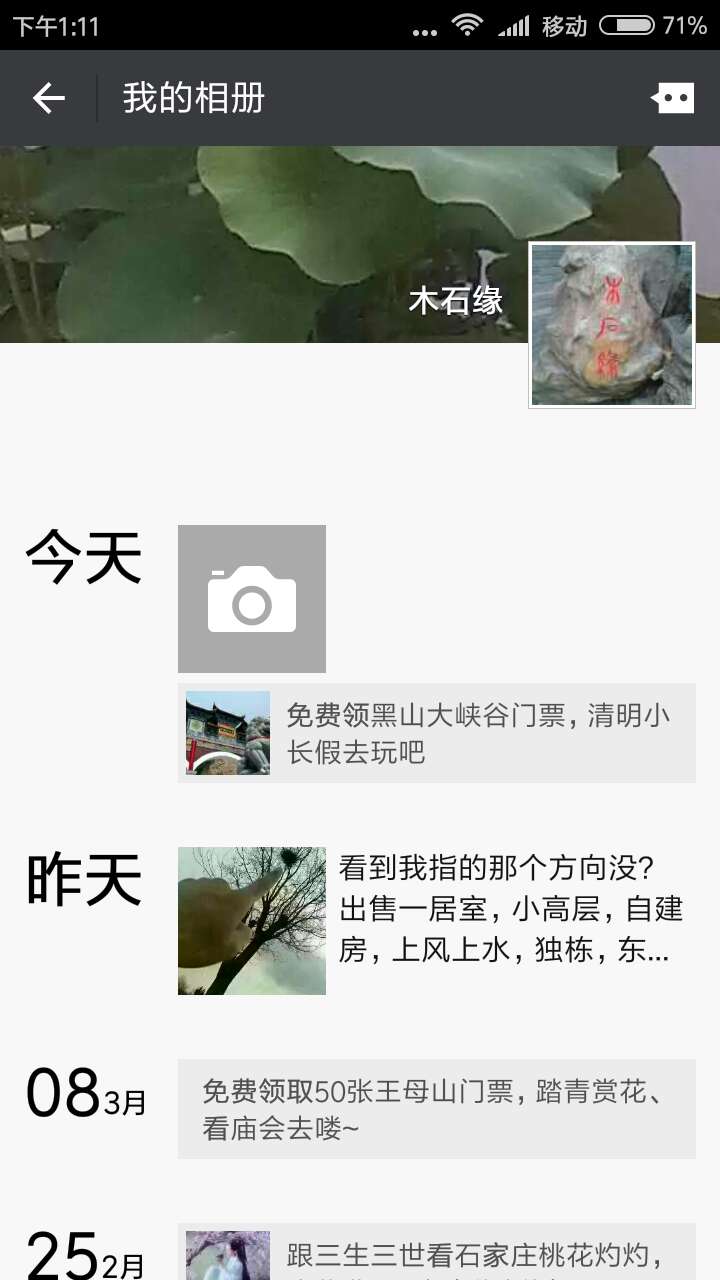 下午1:11
移动
71%
我的相册
木石缘
木石缘
今天
免费领黑山大峡谷门票，清明小
长假去玩吧
昨天
看到我指的那个方向没？
出售一居室，小高层，自建
房，上风上水，独栋，东...
08 3月
免费领取50张王母山门票，踏青赏花、
看庙会去喽~
25 2月
跟三生三世看石家庄桃花灼灼，